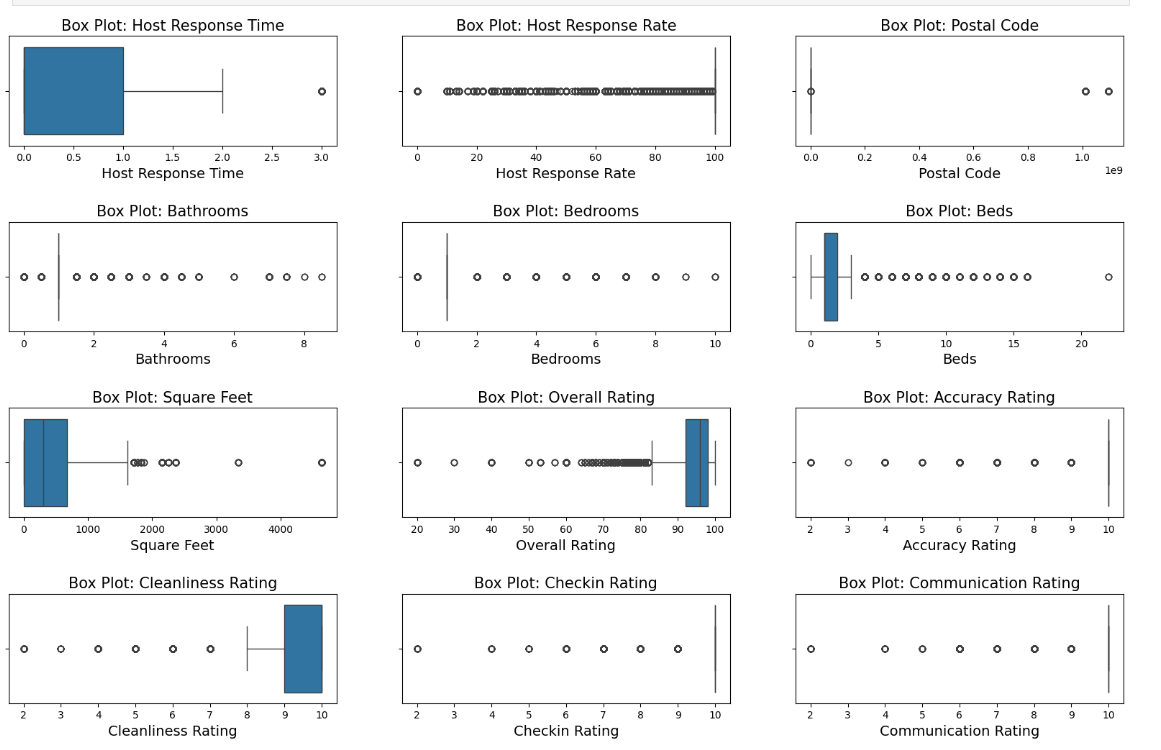 Box Plot: Host Response Time
Box Plot: Host Response Rate
Box Plot: Postal Code
0.0 0.5 1.0 1.5 2.0 2.5 3.0
0 20 40 60 80 100
0.0 0.2 0.4 0.6 0.8 1.0
1e9
Host Response Time
Host Response Rate
Postal Code
Box Plot: Bathrooms
Box Plot: Bedrooms
Box Plot: Beds
0 2 4 6 8
0 2 4 6 8 10
0 5 10 15 20
Bathrooms
Bedrooms
Beds
Box Plot: Square Feet
Box Plot: Overall Rating
Box Plot: Accuracy Rating
0 1000 2000 3000 4000
20 30 40 50 60 70 80 90 100
2 3 4 5 6 7 8 9 10
Square Feet
Overall Rating
Accuracy Rating
Box Plot: Cleanliness Rating
Box Plot: Checkin Rating
Box Plot: Communication Rating
2 3 4 5 6 7 8 9 10
2 3 4 5 6 7 8 9 10
2 3 4 5 6 7 8 9 10
Cleanliness Rating
Checkin Rating
Communication Rating